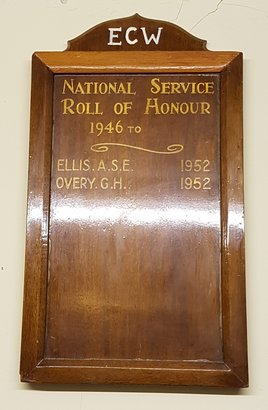 ECW
NATIONAL SERVICE
ROLL OF HONOUR
1946 TO
ELLIS. A.S.E. 1952
OVERY. G.H. 1952